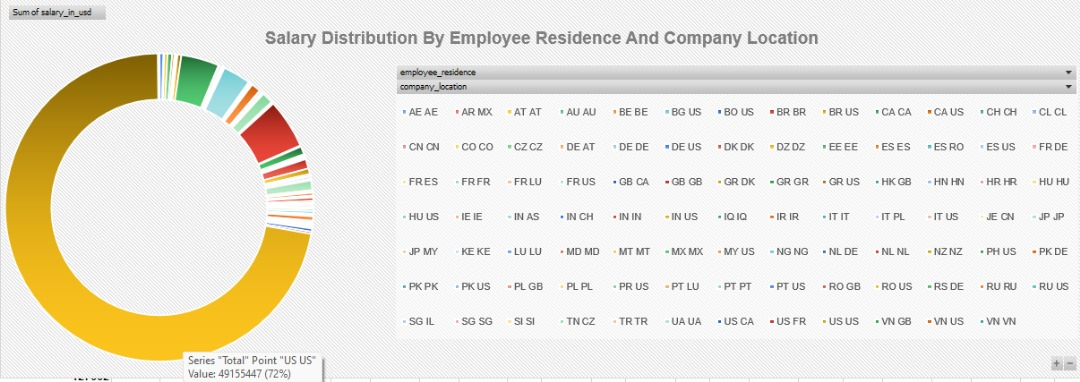 Sum of salary_in_usd
Salary Distribution By Employee Residence And Company Location
employee_residence
company_location
AE AE AR MX AT AT AU AU BE BE BG US BO US BR BR BR US CA CA CA US CH CH CL CL
CN CN CO CO CZ CZ DE AT DE DE DE US DK DK DZ DZ EE EE ES ES ES RO ES US FR DE
FR ES FR FR FR LU FR US GB CA GB GB GR DK GR GR GR US HK GB HN HN HR HR HU HU
HU US IE IE IN AS IN CH IN IN IN US IQ IQ IR IR IT IT IT PL IT US JE CN JP JP
JP MY KE KE LU LU MD MD MT MT MX MX MY US NG NG NL DE NL NL NZ NZ PH US PK DE
PK PK PK US PL GB PL PL PR US PT LU PT PT PT US RO GB RO US RS DE RU RU RU US
SG IL SG SG SI SI TN CZ TR TR UA UA US CA US FR US US VN GB VN US VN VN
Series "Total" Point "US US"
Value: 49155447 (72%)